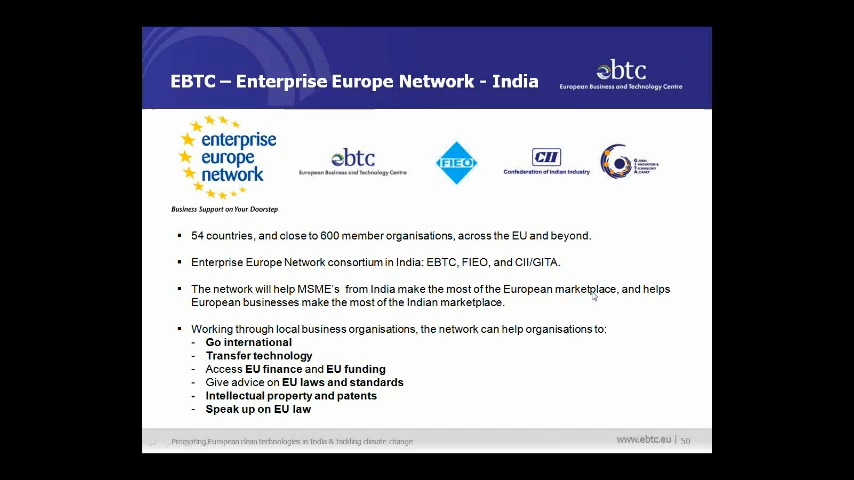 EBTC – Enterprise Europe Network - India
ebtc
European Business and Technology Centre
enterprise
europe
network
Business Support on Your Doorstep
ebtc
European Business and Technology Centre
FIEO
CII
Confederation of Indian Industry
GLOBAL
INNOVATION &
TECHNOLOGY
ALLIANCE
▪ 54 countries, and close to 600 member organisations, across the EU and beyond.
▪ Enterprise Europe Network consortium in India: EBTC, FIEO, and CII/GITA.
▪ The network will help MSME's from India make the most of the European marketplace, and helps
European businesses make the most of the Indian marketplace.
▪ Working through local business organisations, the network can help organisations to:
- Go international
- Transfer technology
- Access EU finance and EU funding
- Give advice on EU laws and standards
- Intellectual property and patents
- Speak up on EU law
Promoting European clean technologies in India & Tackling climate change
www.ebtc.eu | 50